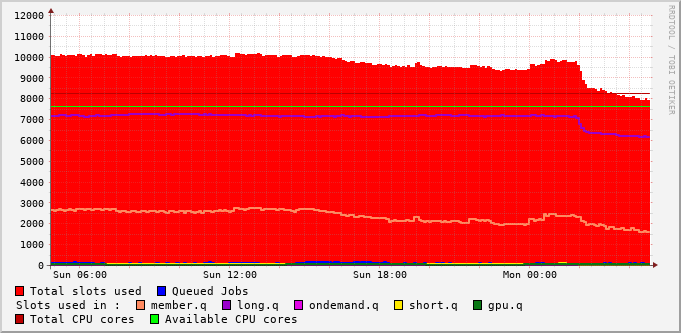 12000
11000
10000
9000
8000
7000
6000
5000
4000
3000
2000
1000
0
Sun 06:00 Sun 12:00 Sun 18:00 Mon 00:00
Total slots used Queued Jobs
Slots used in : member.q long.q ondemand.q short.q gpu.q
Total CPU cores Available CPU cores
RRDTOOL / TOBI OETIKER